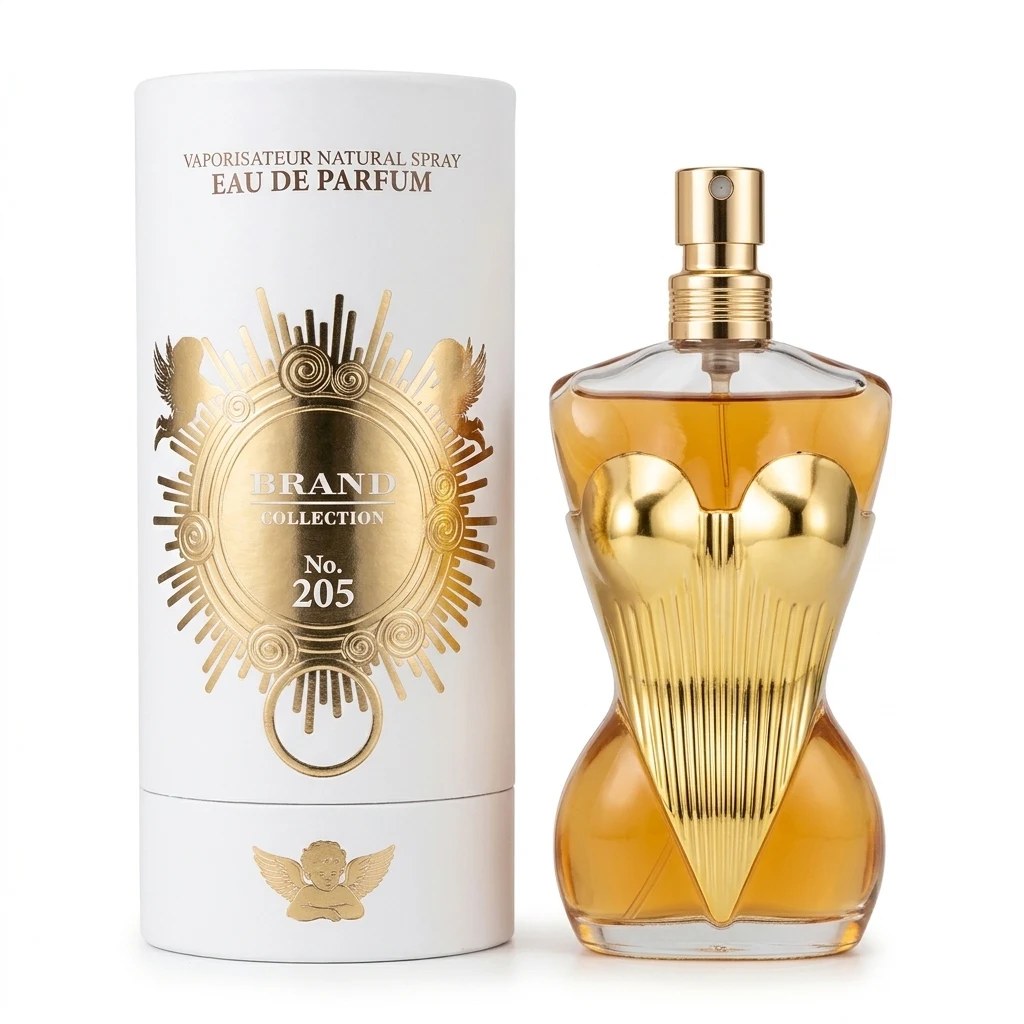 VAPORISATEUR NATURAL SPRAY
EAU DE PARFUM
BRAND
COLLECTION
No.
205